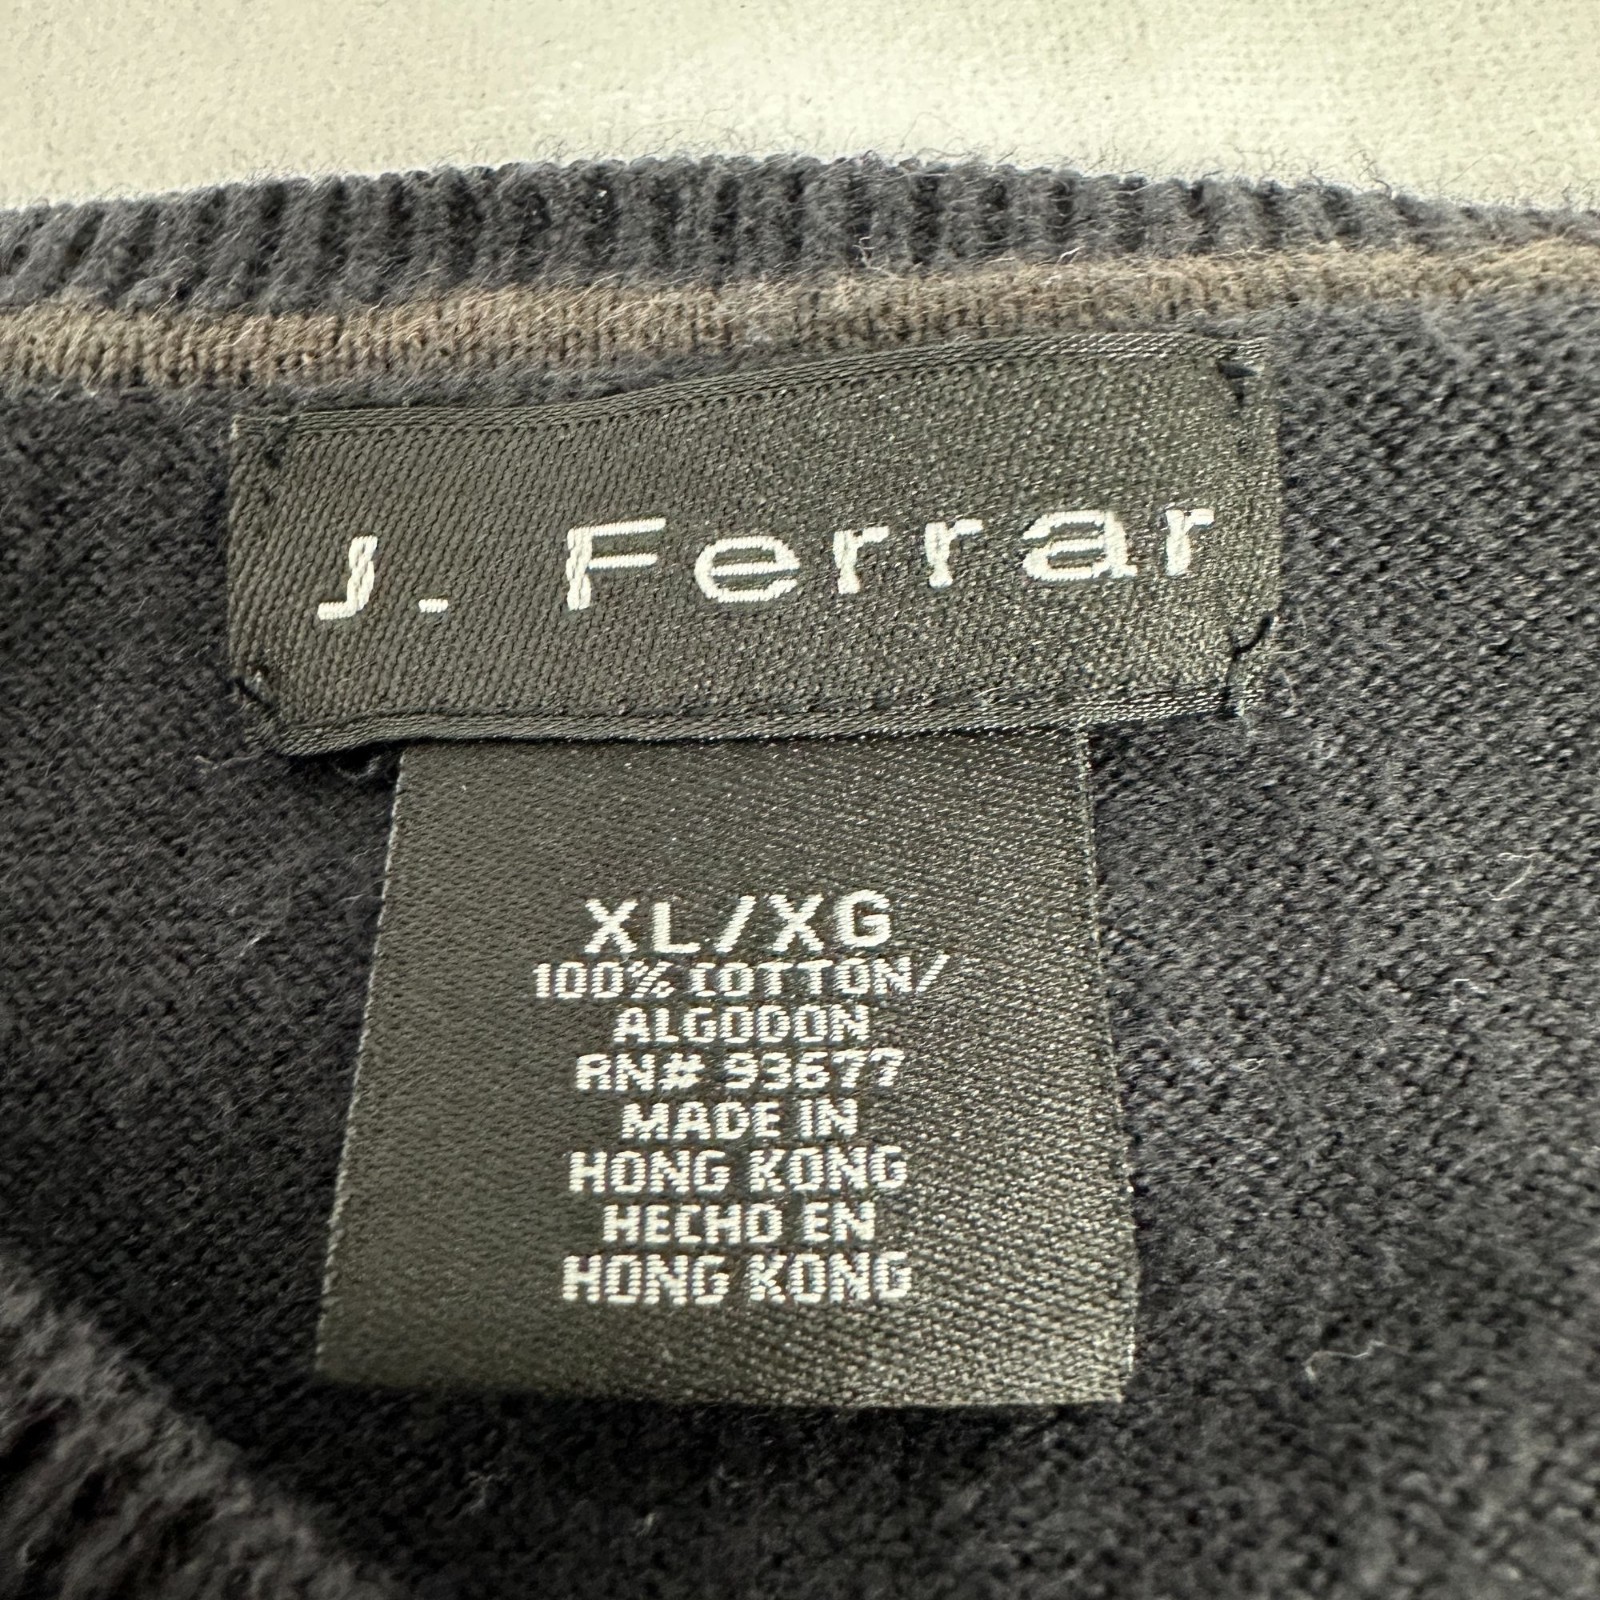 J. Ferrar
XL/XG
100% COTTON/
ALGODON
RN# 93677
MADE IN
HONG KONG
HECHO EN
HONG KONG